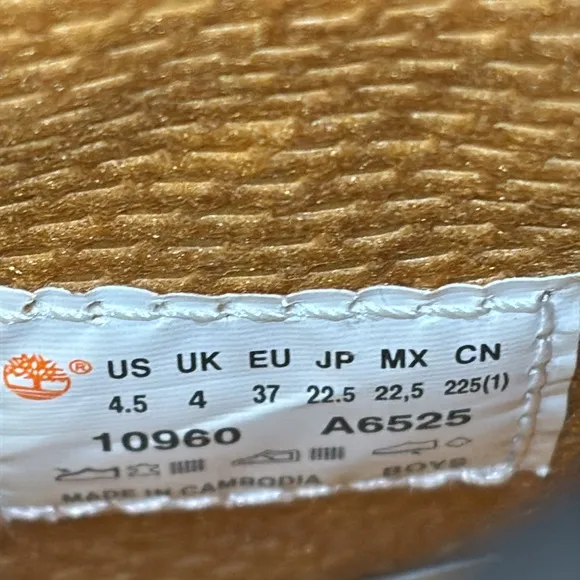 ® US UK EU JP MX CN
4.5 4 37 22.5 22,5 225(1)
10960 A6525
BOYS
MADE IN CAMBODIA